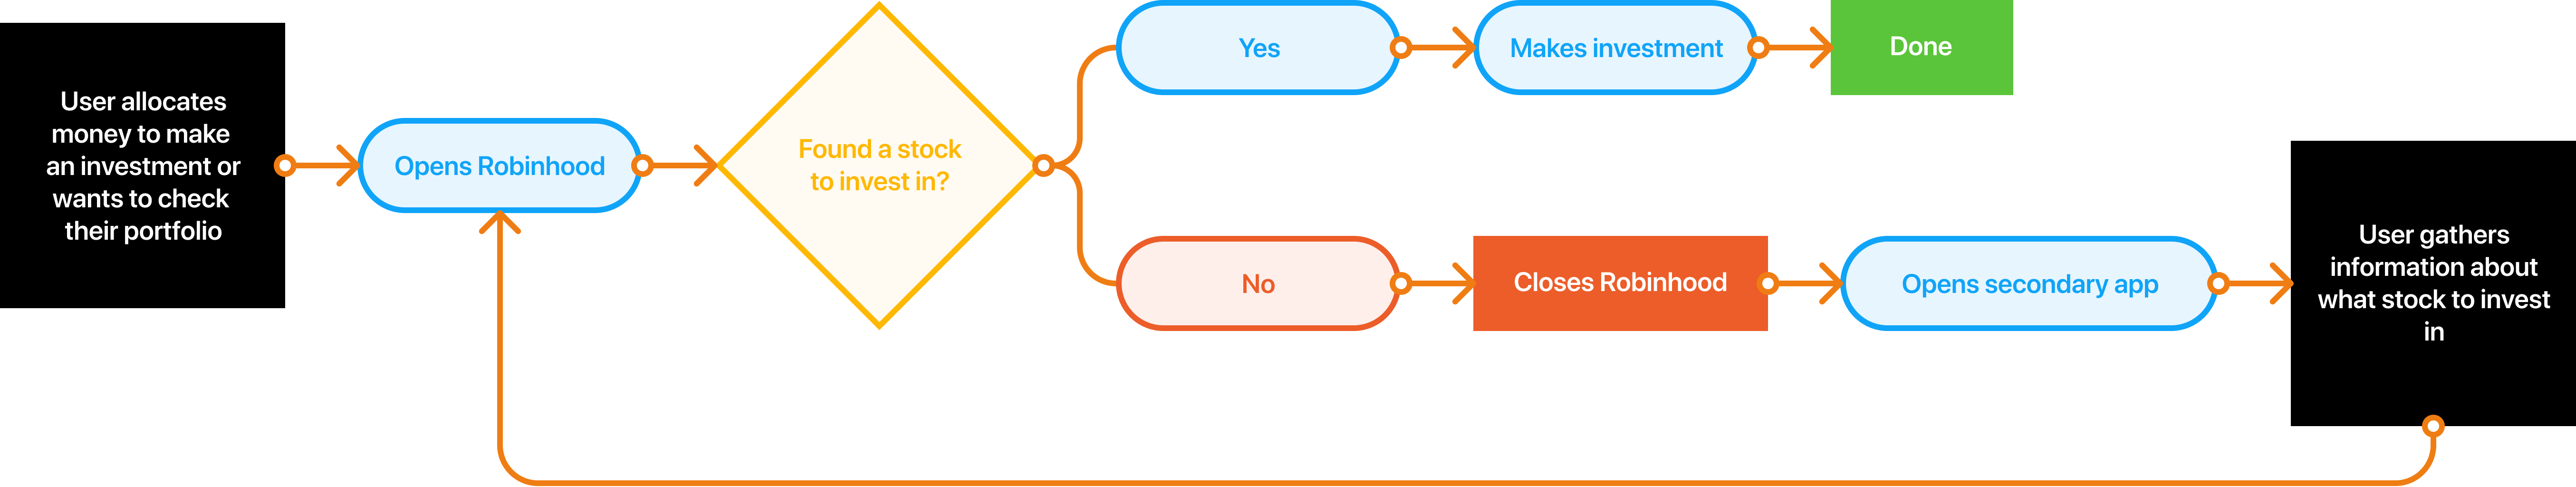 User allocates
money to make
an investment or
wants to check
their portfolio
Opens Robinhood
Found a stock
to invest in?
Yes
Makes investment
Done
No
Closes Robinhood
Opens secondary app
User gathers
information about
what stock to invest
in